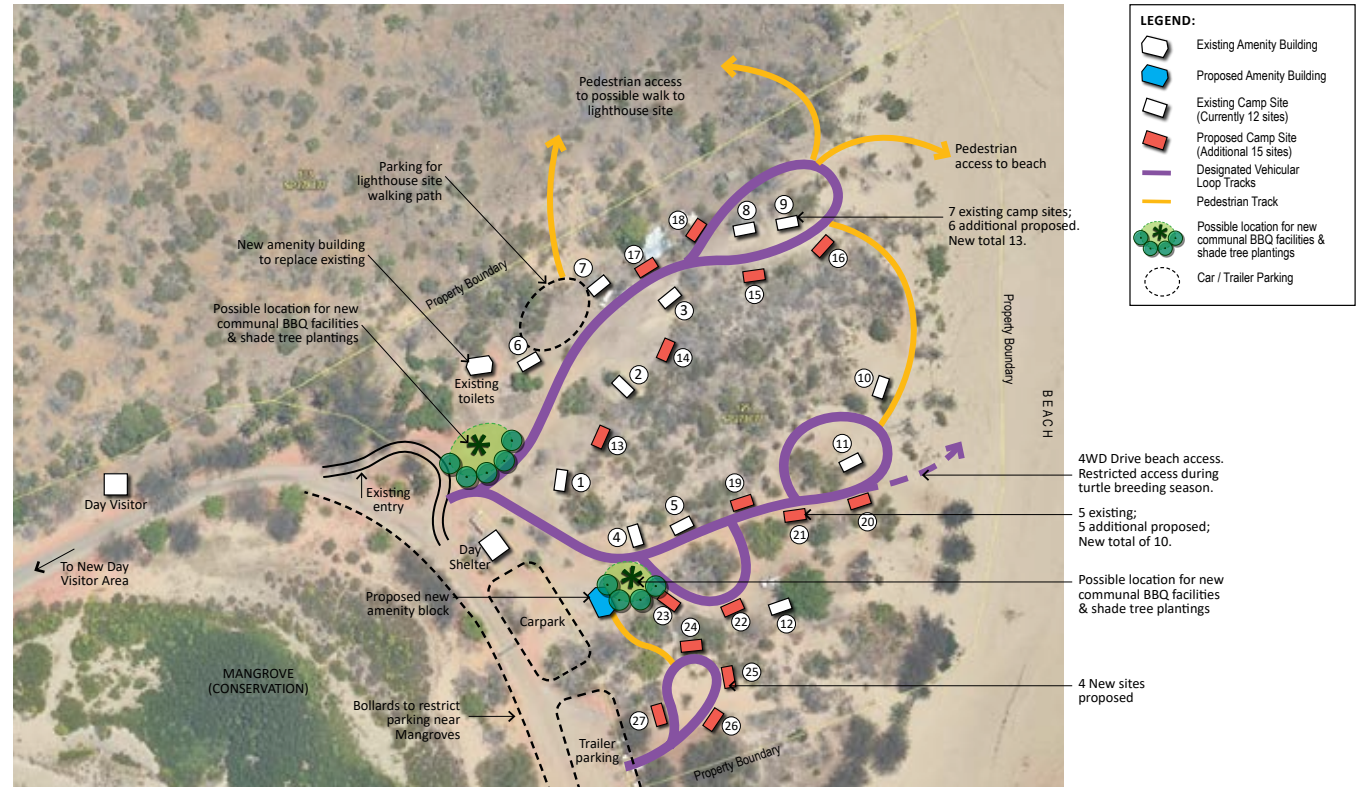 Pedestrian access
to possible walk to
lighthouse site
Parking for
lighthouse site
walking path
Pedestrian
access to beach
New amenity building
to replace existing
7 existing camp sites;
6 additional proposed.
New total 13.
Possible location for new
communal BBQ facilities
& shade tree plantings
Property Boundary
Existing
toilets
Property Boundary
BEACH
18
8
9
17
16
7
15
3
6
14
2
10
13
11
1
5
19
4
21
20
4WD Drive beach access.
Restricted access during
turtle breeding season.
5 existing;
5 additional proposed;
New total of 10.
Day Visitor
Existing
entry
To New Day
Visitor Area
Day
Shelter
Proposed new
amenity block
Carpark
Possible location for new
communal BBQ facilities
& shade tree plantings
23
22
12
24
25
27
26
MANGROVE
(CONSERVATION)
Bollards to restrict
parking near
Mangroves
Trailer
parking
4 New sites
proposed
Property Boundary
LEGEND:
Existing Amenity Building
Proposed Amenity Building
Existing Camp Site
(Currently 12 sites)
Proposed Camp Site
(Additional 15 sites)
Designated Vehicular
Loop Tracks
Pedestrian Track
Possible location for new
communal BBQ facilities &
shade tree plantings
Car / Trailer Parking